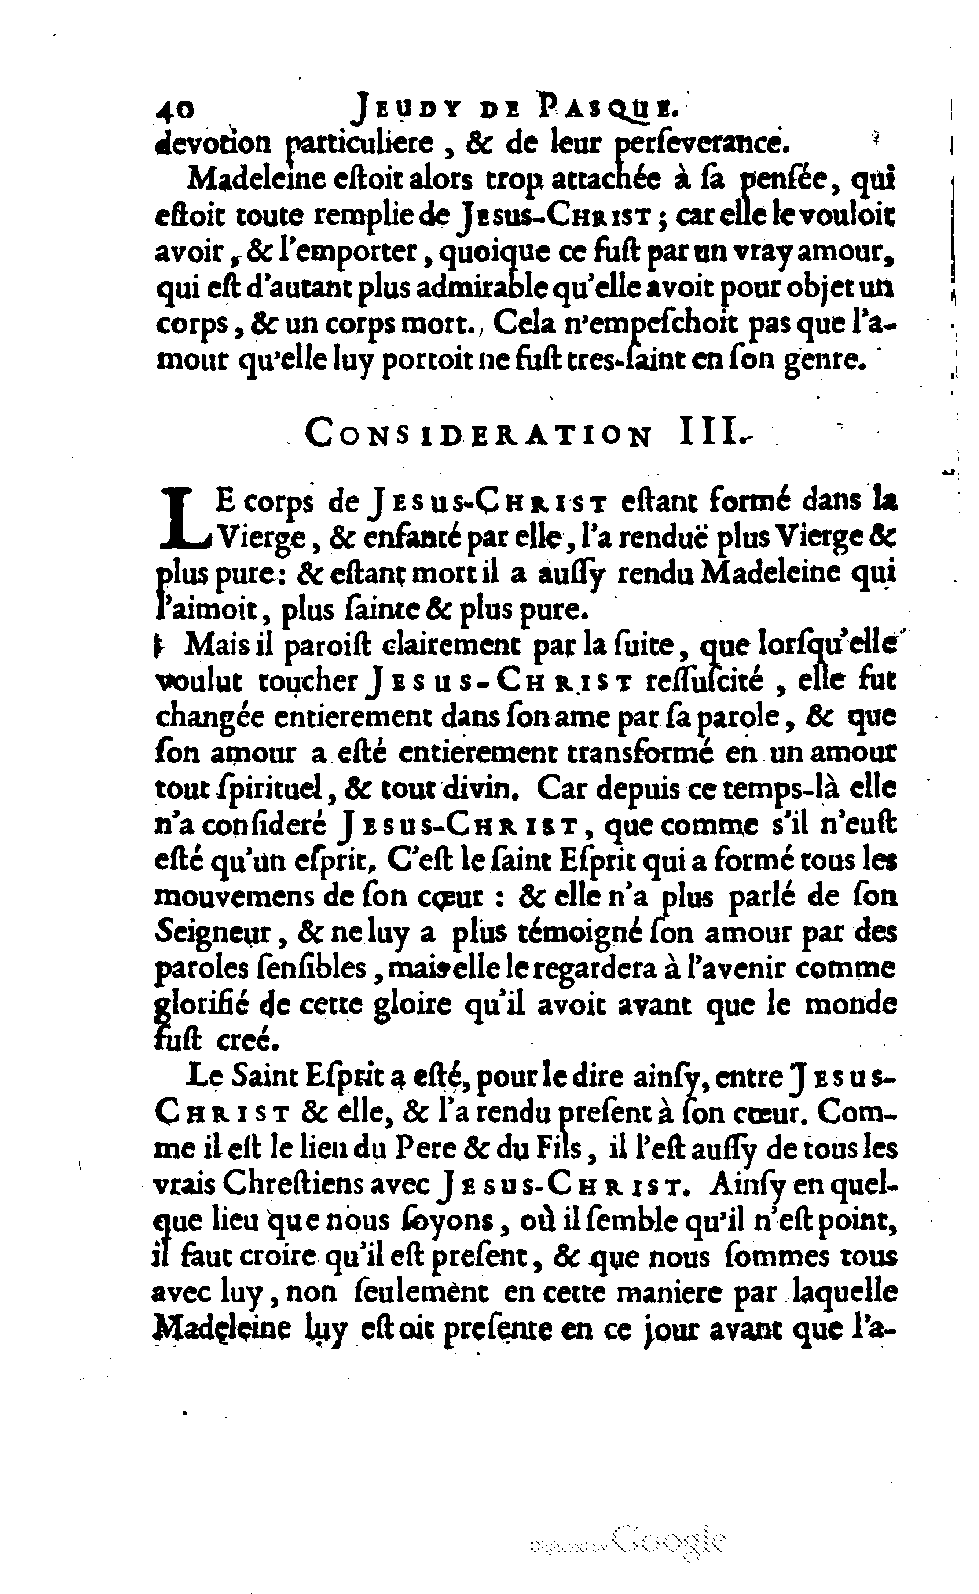 40 JEUDY DE PASQUE.
devotion particuliere, & de leur perſeverance.
Madeleine eſtoit alors trop attachée à ſa penſée, qui
eſtoit toute remplie de JESUS-CHRIST; car elle le vouloit
avoir, & l'emporter, quoique ce fuſt par un vray amour,
qui eſt d'autant plus admirable qu'elle avoit pour objet un
corps, & un corps mort. Cela n'empeſchoit pas que l'a-
mour qu'elle luy portoit ne fuſt tres-ſaint en ſon genre.
CONSIDERATION III.
LE corps de JESUS-CHRIST eſtant formé dans la
Vierge, & enfanté par elle, l'a renduë plus Vierge &
plus pure: & eſtant mort il a auſſy rendu Madeleine qui
l'aimoit, plus ſainte & plus pure.
Mais il paroiſt clairement par la ſuite, que lorſqu'elle
voulut toucher JESUS-CHRIST reſſuſcité, elle fut
changée entierement dans ſon ame par ſa parole, & que
ſon amour a eſté entierement transformé en un amour
tout ſpirituel, & tout divin. Car depuis ce temps-là elle
n'a conſideré JESUS-CHRIST, que comme s'il n'euſt
eſté qu'un eſprit. C'eſt le ſaint Eſprit qui a formé tous les
mouvemens de ſon cœur : & elle n'a plus parlé de ſon
Seigneur, & ne luy a plus témoigné ſon amour par des
paroles ſenſibles, mais elle le regardera à l'avenir comme
glorifié de cette gloire qu'il avoit avant que le monde
fuſt creé.
Le Saint Eſprit a eſté, pour le dire ainſy, entre JESUS-
CHRIST & elle, & l'a rendu preſent à ſon cœur. Com-
me il eſt le lien du Pere & du Fils, il l'eſt auſſy de tous les
vrais Chreſtiens avec JESUS-CHRIST. Ainſy en quel-
que lieu que nous ſoyons, où il ſemble qu'il n'eſt point,
il faut croire qu'il eſt preſent, & que nous ſommes tous
avec luy, non ſeulement en cette maniere par laquelle
Madeleine luy eſtoit preſente en ce jour avant que l'a-
Digitized by Google